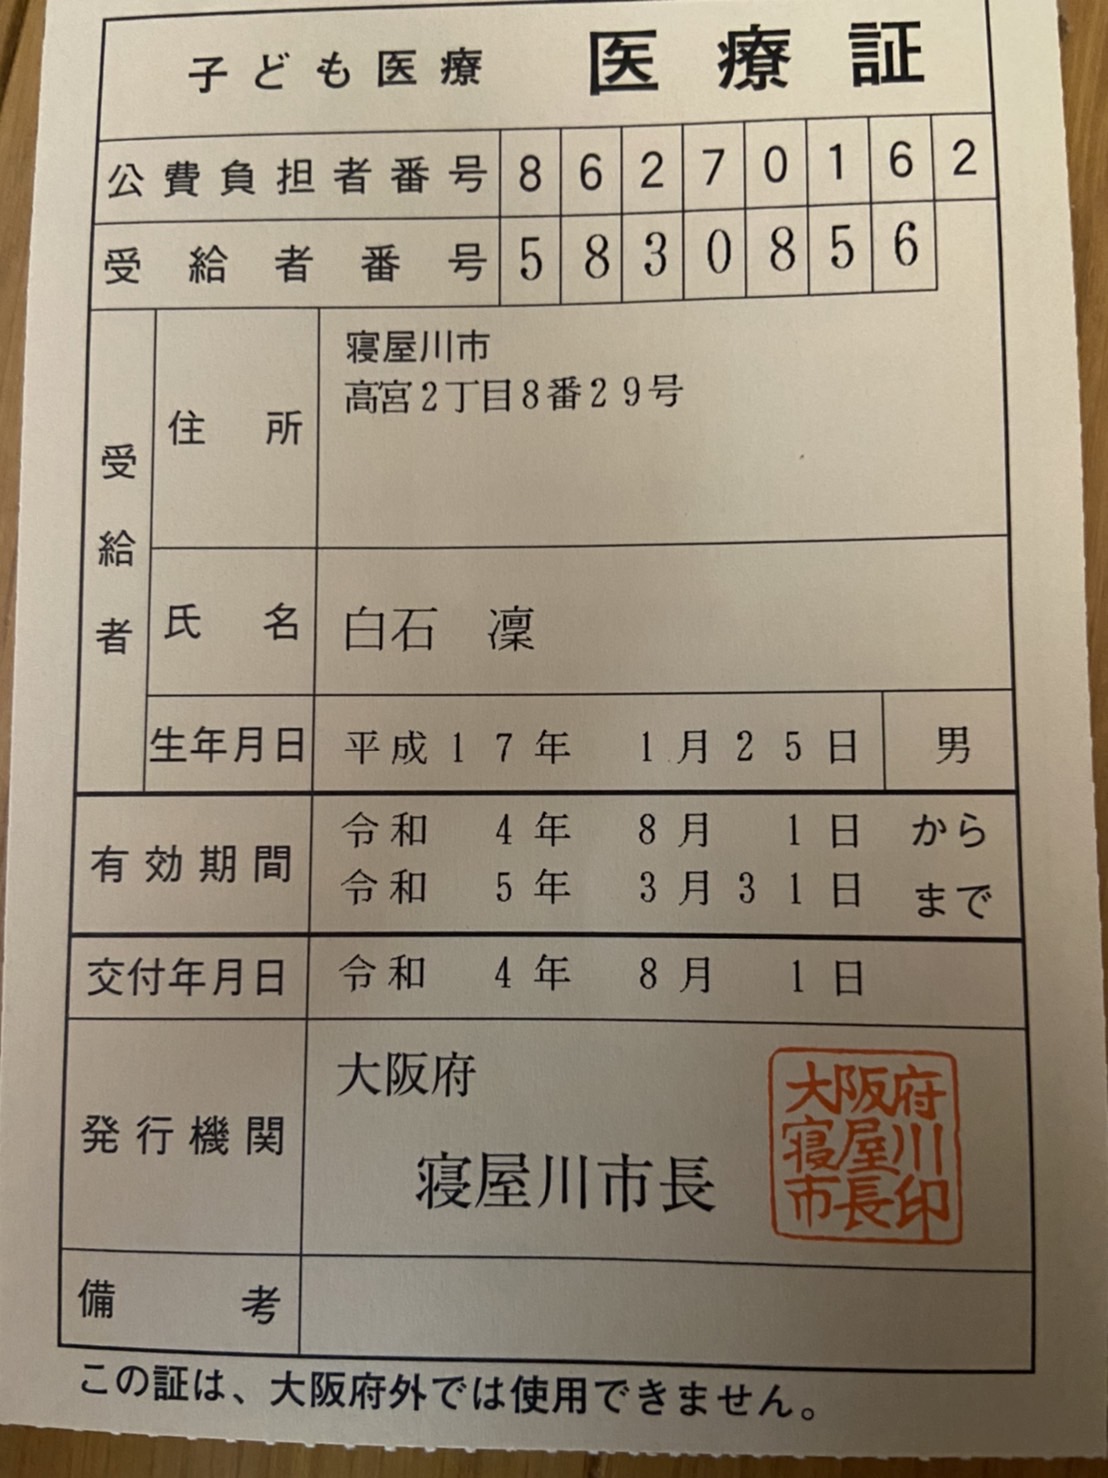 子ども医療 医療証
公費負担者番号 86270162
受給者番号 5830856
受給者
住所
寝屋川市
高宮2丁目8番29号
氏名 白石 凜
生年月日 平成17年 1月25日 男
有効期間
令和 4年 8月 1日 から
令和 5年 3月31日 まで
交付年月日 令和 4年 8月 1日
発行機関
大阪府
寝屋川市長
大阪府
寝屋川
市長印
備考
この証は、大阪府外では使用できません。